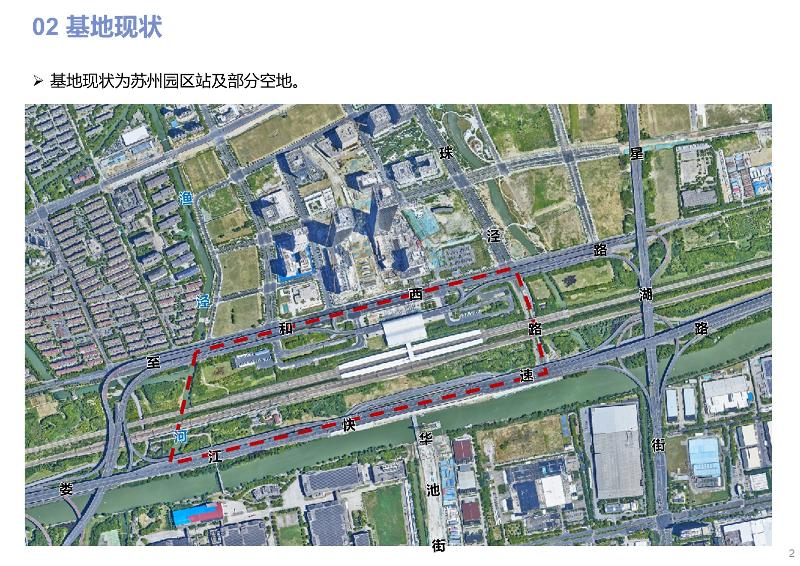 02 基地现状
➢ 基地现状为苏州园区站及部分空地。
珠泾路
星湖街
渔泾河
至和西路
娄江快速路
华池街
2